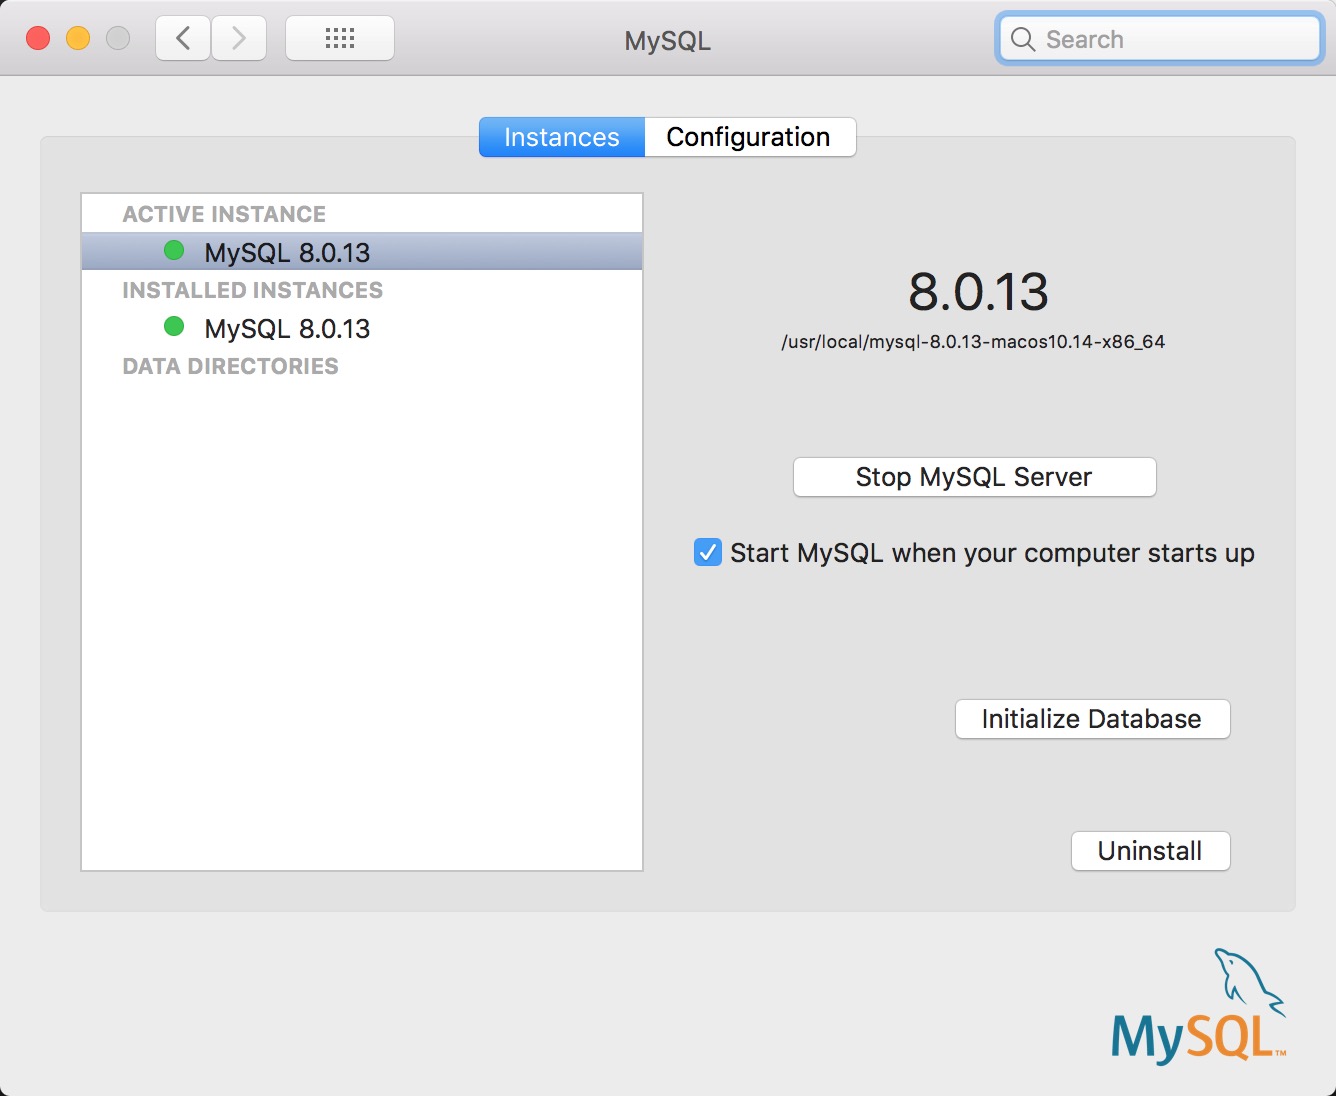 MySQL
Search
Instances
Configuration
ACTIVE INSTANCE
MySQL 8.0.13
INSTALLED INSTANCES
MySQL 8.0.13
DATA DIRECTORIES
8.0.13
/usr/local/mysql-8.0.13-macos10.14-x86_64
Stop MySQL Server
Start MySQL when your computer starts up
Initialize Database
Uninstall
MySQL™